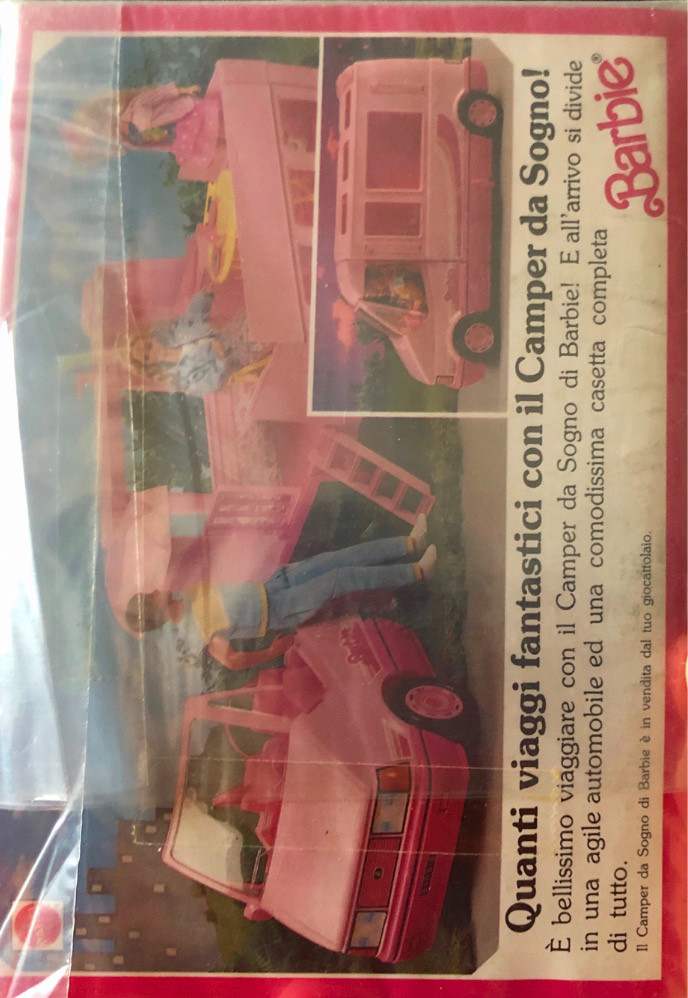 Quanti viaggi fantastici con il Camper da Sogno!
È bellissimo viaggiare con il Camper da Sogno di Barbie! E all'arrivo si divide
in una agile automobile ed una comodissima casetta completa
di tutto.
Barbie®
Il Camper da Sogno di Barbie è in vendita dal tuo giocattolaio.